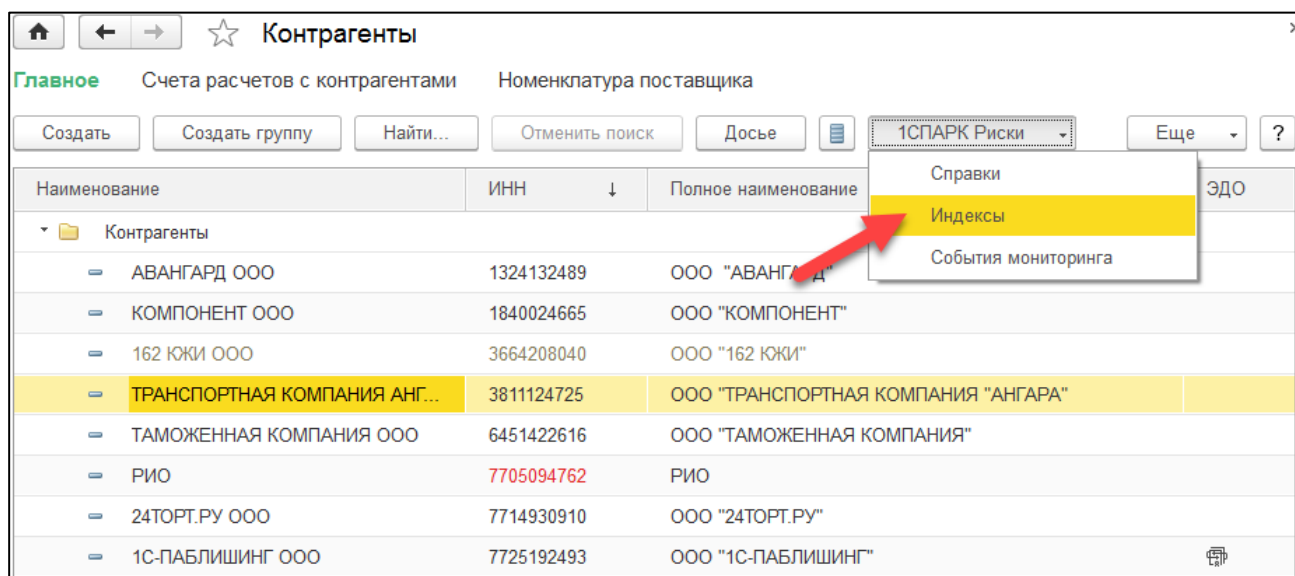 Контрагенты
Главное Счета расчетов с контрагентами Номенклатура поставщика
Создать Создать группу Найти... Отменить поиск Досье 1СПАРК Риски Еще ?
Наименование ИНН ↓ Полное наименование ЭДО
Справки
Индексы
События мониторинга
Контрагенты
АВАНГАРД ООО 1324132489 ООО "АВАНГАРД"
КОМПОНЕНТ ООО 1840024665 ООО "КОМПОНЕНТ"
162 КЖИ ООО 3664208040 ООО "162 КЖИ"
ТРАНСПОРТНАЯ КОМПАНИЯ АНГ... 3811124725 ООО "ТРАНСПОРТНАЯ КОМПАНИЯ "АНГАРА"
ТАМОЖЕННАЯ КОМПАНИЯ ООО 6451422616 ООО "ТАМОЖЕННАЯ КОМПАНИЯ"
РИО 7705094762 РИО
24ТОРТ.РУ ООО 7714930910 ООО "24ТОРТ.РУ"
1С-ПАБЛИШИНГ ООО 7725192493 ООО "1С-ПАБЛИШИНГ"